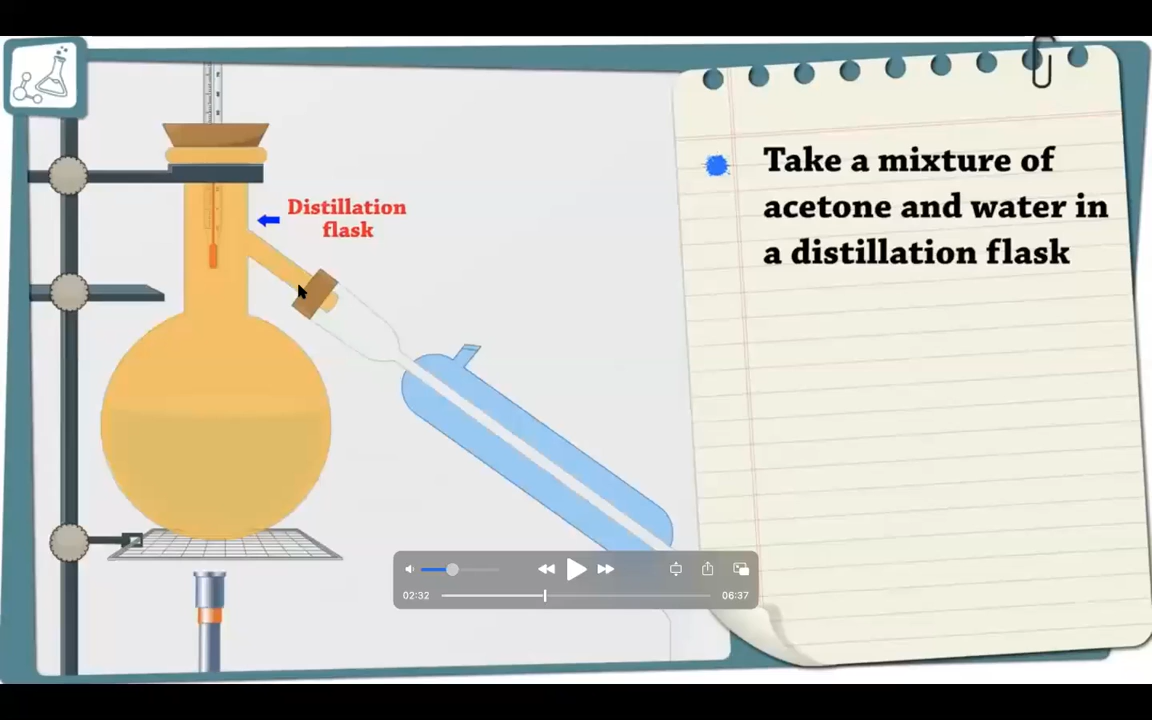 Distillation
flask
Take a mixture of
acetone and water in
a distillation flask
02:32
06:37